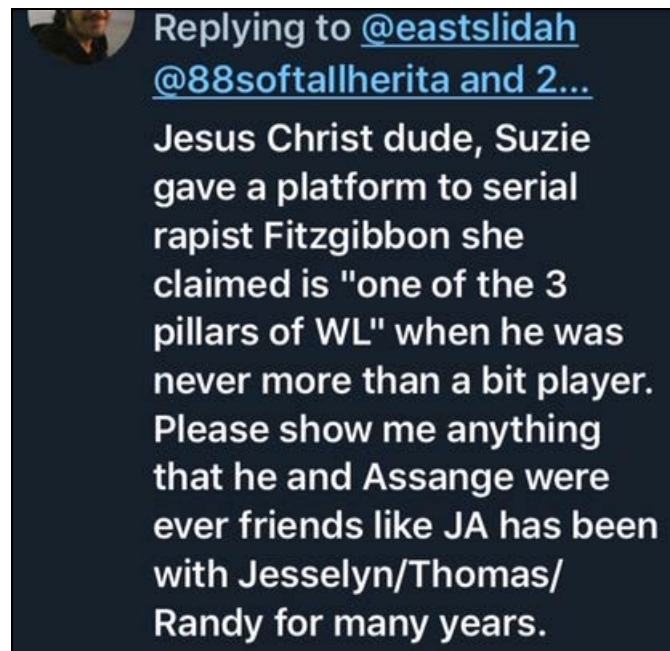 Replying to @eastslidah
@88softallherita and 2...
Jesus Christ dude, Suzie
gave a platform to serial
rapist Fitzgibbon she
claimed is "one of the 3
pillars of WL" when he was
never more than a bit player.
Please show me anything
that he and Assange were
ever friends like JA has been
with Jesselyn/Thomas/
Randy for many years.